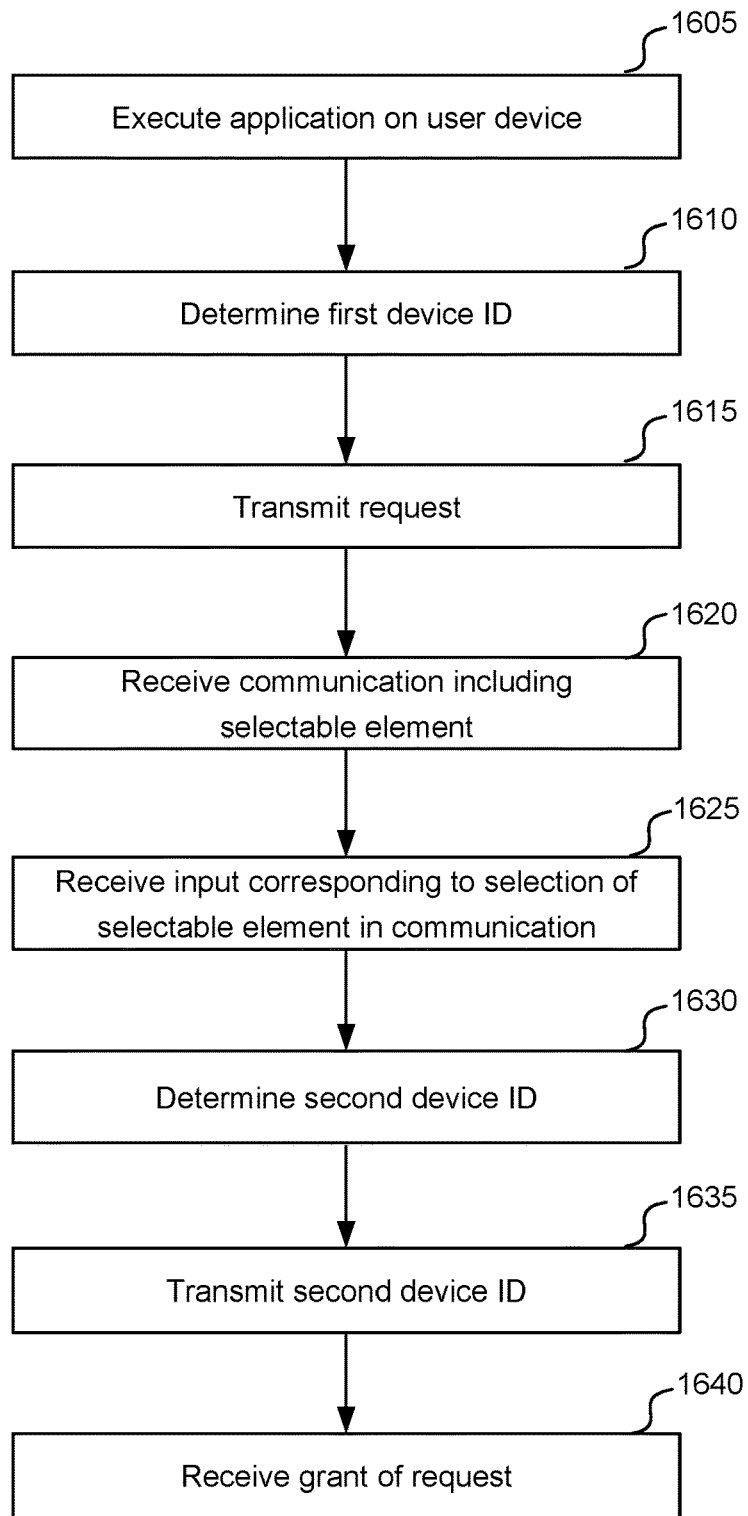 1605
Execute application on user device
1610
Determine first device ID
1615
Transmit request
1620
Receive communication including
selectable element
1625
Receive input corresponding to selection of
selectable element in communication
1630
Determine second device ID
1635
Transmit second device ID
1640
Receive grant of request